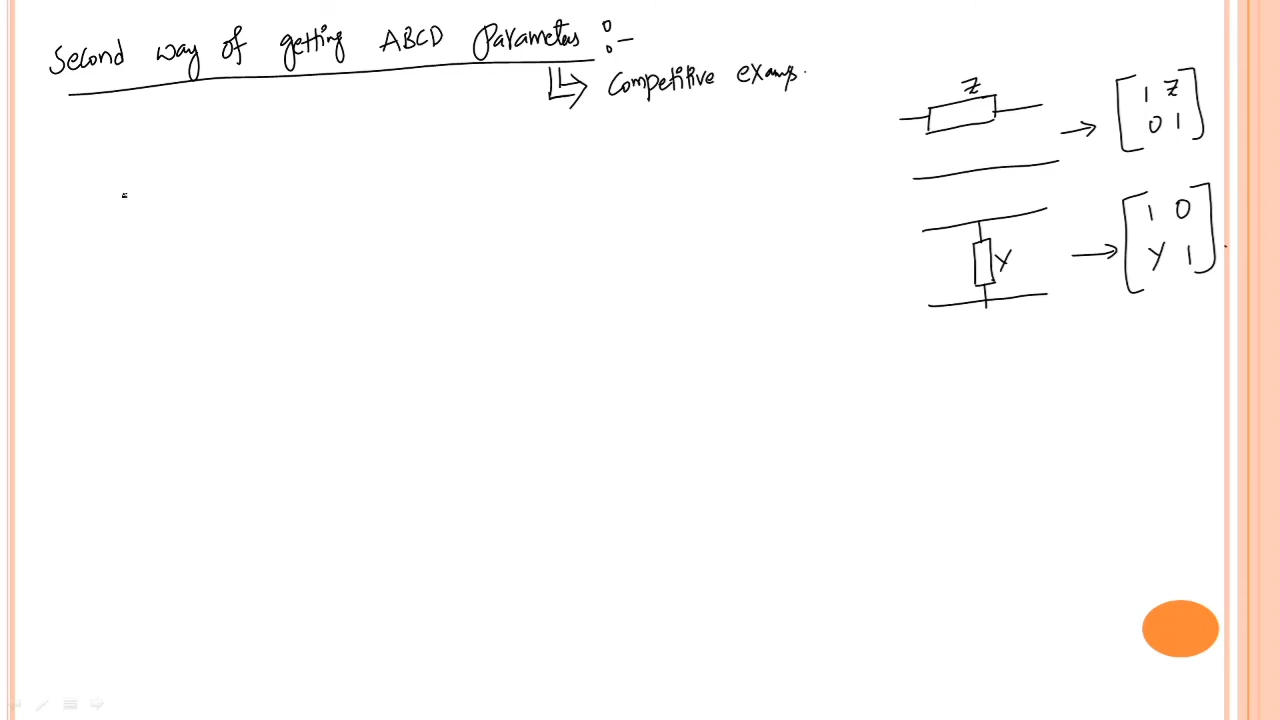 Second way of getting ABCD Parameters :-
Competitive exams.
Z
→ [ 1 Z
0 1 ]
Y → [ 1 0
Y 1 ]